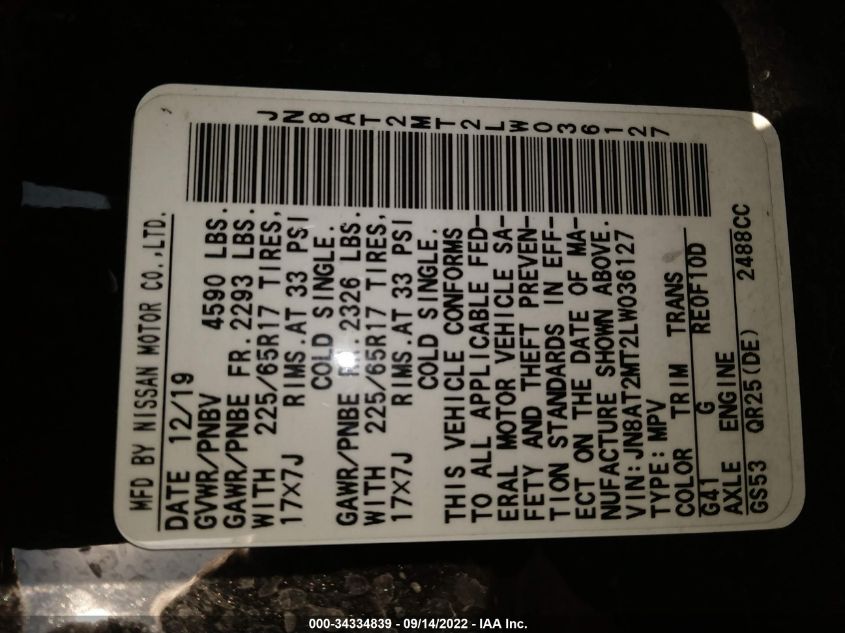 MFD BY NISSAN MOTOR CO.,LTD.
DATE 12/19
GVWR/PNBV 4590 LBS.
GAWR/PNBE FR. 2293 LBS.
WITH 225/65R17 TIRES,
17X7J RIMS.AT 33 PSI
COLD SINGLE.
GAWR/PNBE RR. 2326 LBS.
WITH 225/65R17 TIRES,
17X7J RIMS.AT 33 PSI
COLD SINGLE.
THIS VEHICLE CONFORMS
TO ALL APPLICABLE FED-
ERAL MOTOR VEHICLE SA-
FETY AND THEFT PREVEN-
TION STANDARDS IN EFF-
ECT ON THE DATE OF MA-
NUFACTURE SHOWN ABOVE.
VIN:JN8AT2MT2LW036127
TYPE:MPV
COLOR TRIM TRANS
G41 G RE0F10D
AXLE ENGINE
GS53 QR25(DE) 2488CC
JN8AT2MT2LW036127
000-34334839 - 09/14/2022 - IAA Inc.